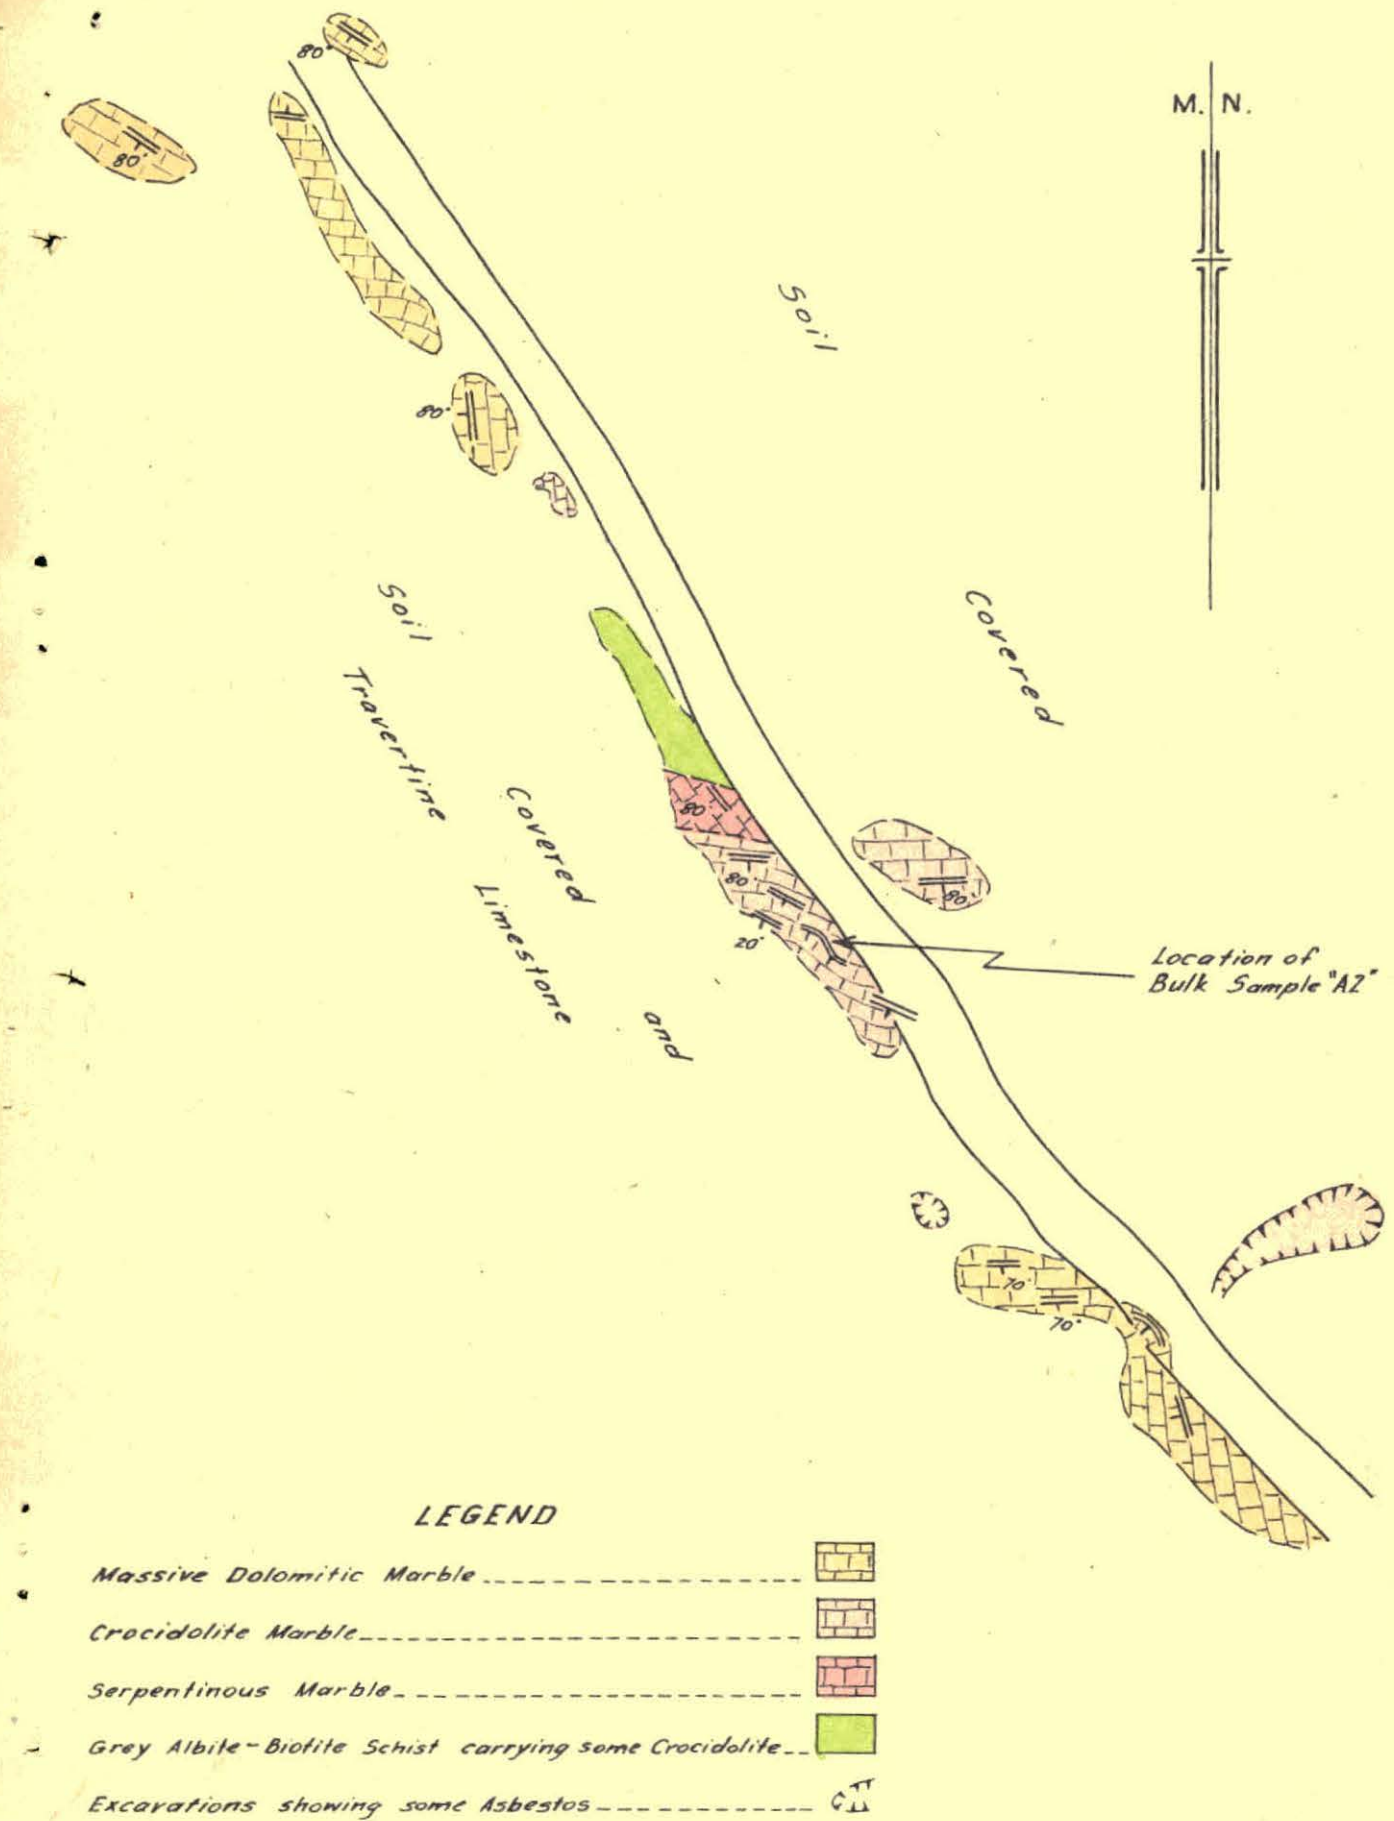 80°
80°
M. N.
Soil
80°
Soil
Covered
Travertine
Covered
80
Limestone
80°
80°
20°
Location of
Bulk Sample "A2"
and
70°
70°
LEGEND
Massive Dolomitic Marble
Crocidolite Marble
Serpentinous Marble
Grey Albite-Biotite Schist carrying some Crocidolite
Excavations showing some Asbestos